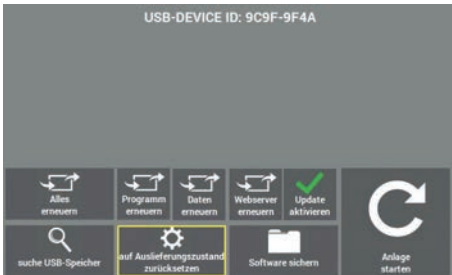 USB-DEVICE ID: 9C9F-9F4A
Alles
erneuern
Programm
erneuern
Daten
erneuern
Webserver
erneuern
Update
aktivieren
suche USB-Speicher
auf Auslieferungszustand
zurücksetzen
Software sichern
Anlage
starten